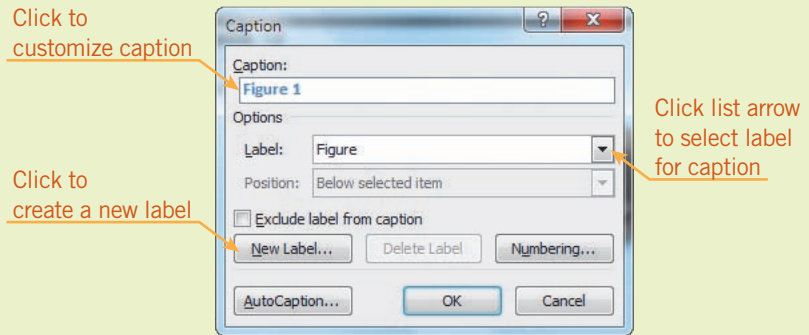 Click to
customize caption
Caption
?
X
Caption:
Figure 1
Options
Label: Figure
Position: Below selected item
Click list arrow
to select label
for caption
Click to
create a new label
Exclude label from caption
New Label... Delete Label Numbering...
AutoCaption... OK Cancel